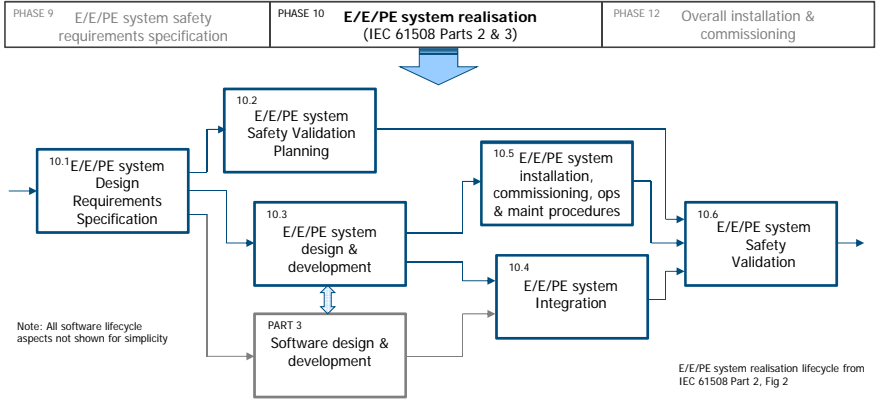 PHASE 9
E/E/PE system safety
requirements specification
PHASE 10
E/E/PE system realisation
(IEC 61508 Parts 2 & 3)
PHASE 12
Overall installation &
commissioning
10.1 E/E/PE system
Design
Requirements
Specification
10.2
E/E/PE system
Safety Validation
Planning
10.3
E/E/PE system
design &
development
PART 3
Software design &
development
10.5 E/E/PE system
installation,
commissioning, ops
& maint procedures
10.4
E/E/PE system
Integration
10.6
E/E/PE system
Safety
Validation
Note: All software lifecycle
aspects not shown for simplicity
E/E/PE system realisation lifecycle from
IEC 61508 Part 2, Fig 2